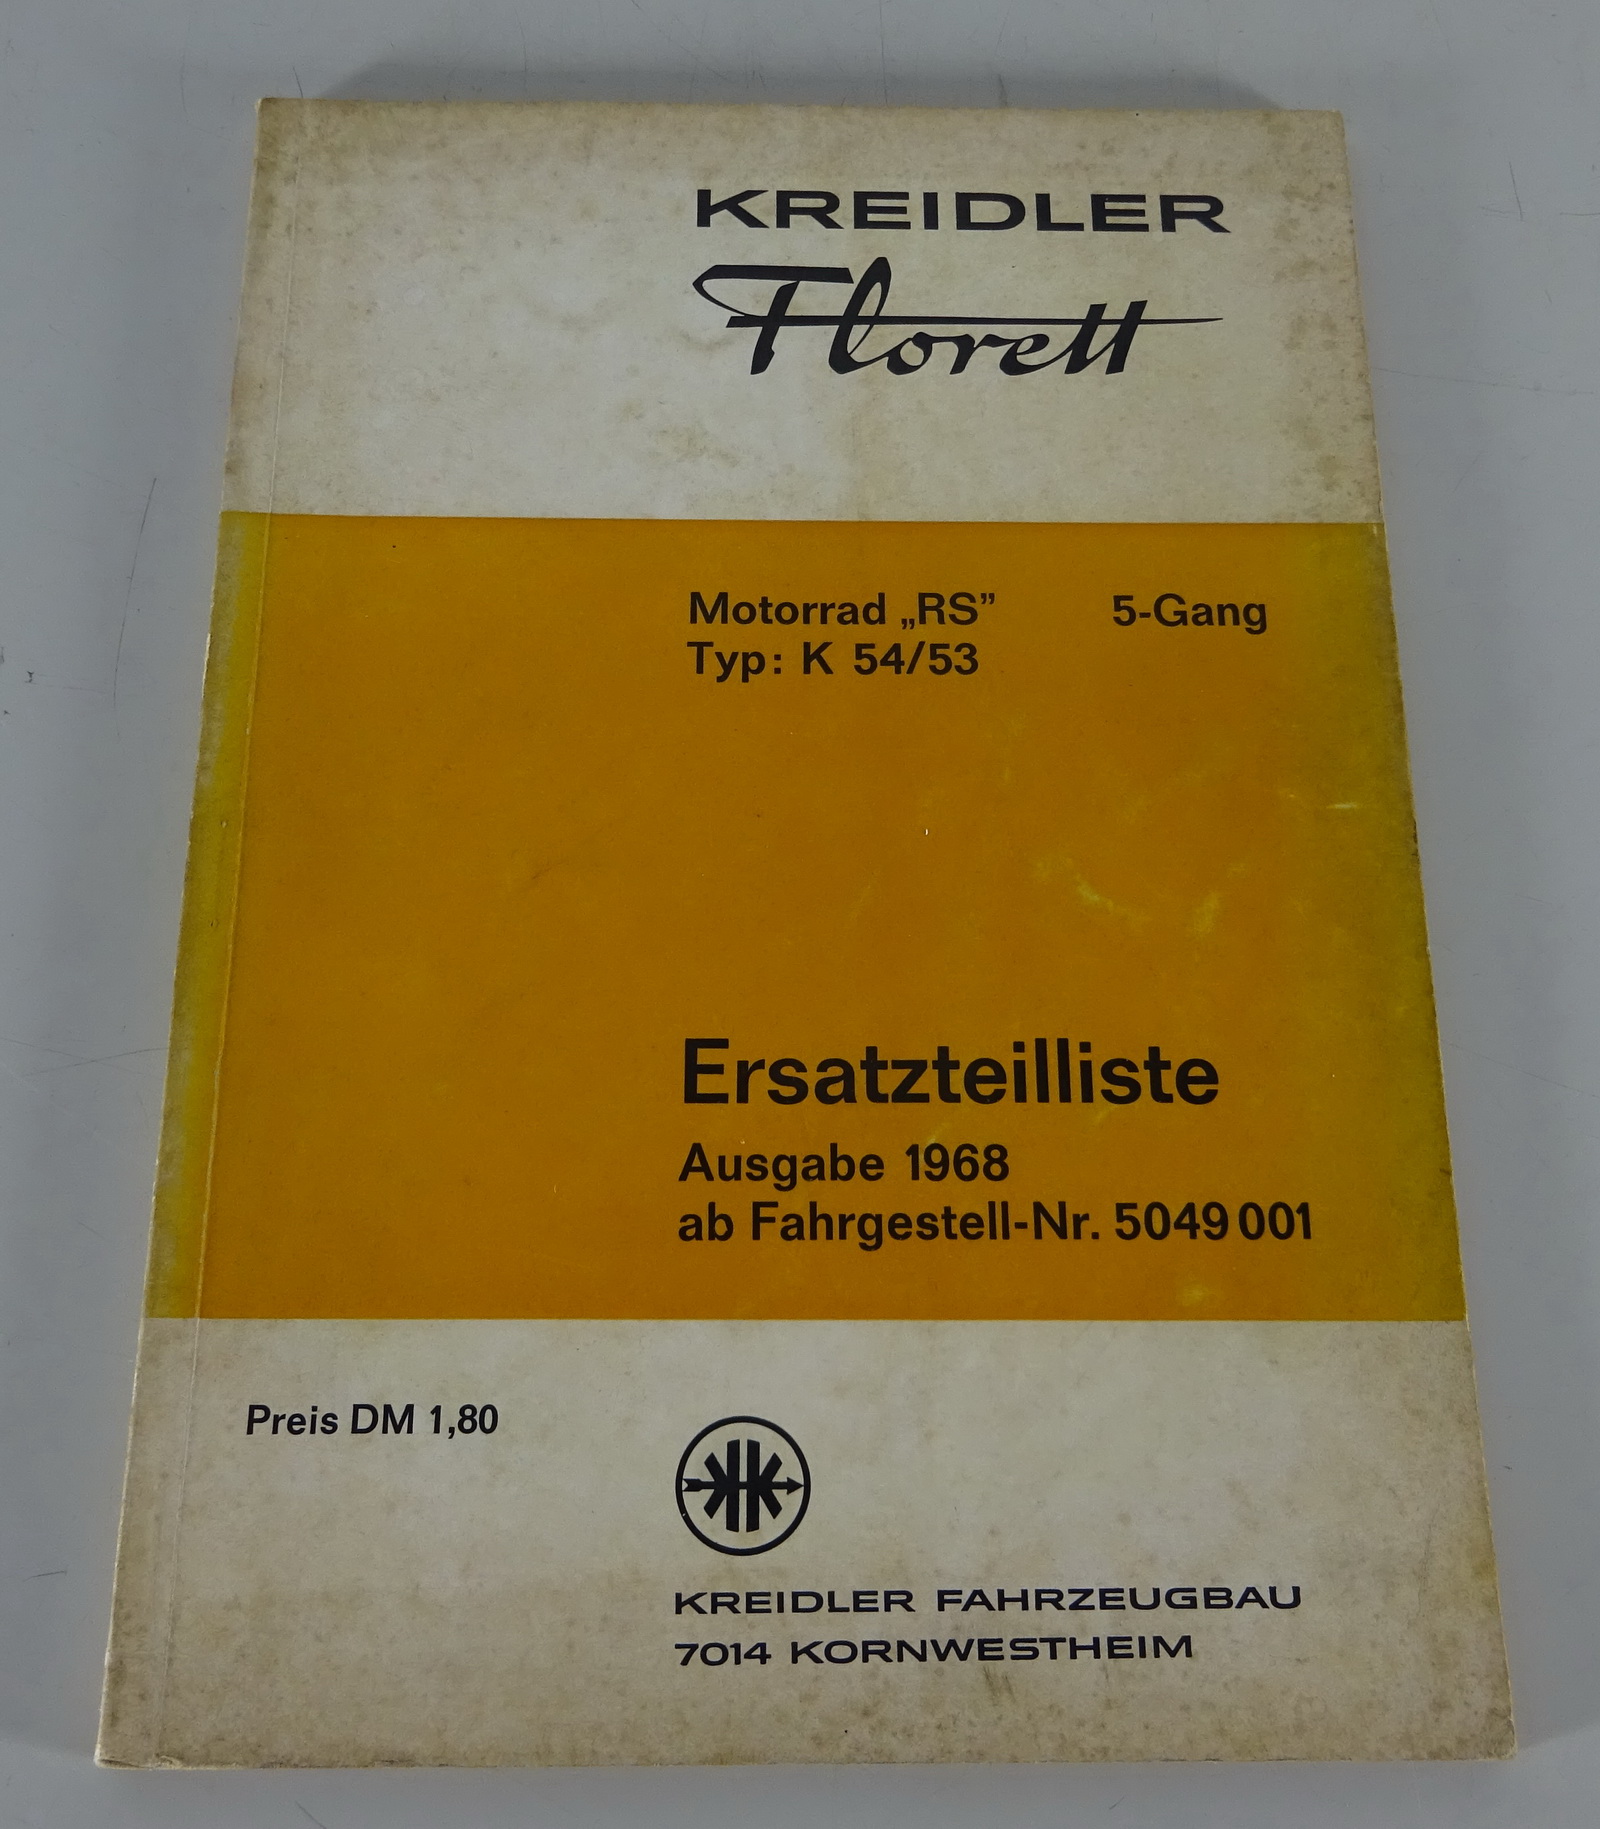 KREIDLER
Florett
Motorrad „RS” 5-Gang
Typ: K 54/53
Ersatzteilliste
Ausgabe 1968
ab Fahrgestell-Nr. 5049 001
Preis DM 1,80
KREIDLER FAHRZEUGBAU
7014 KORNWESTHEIM